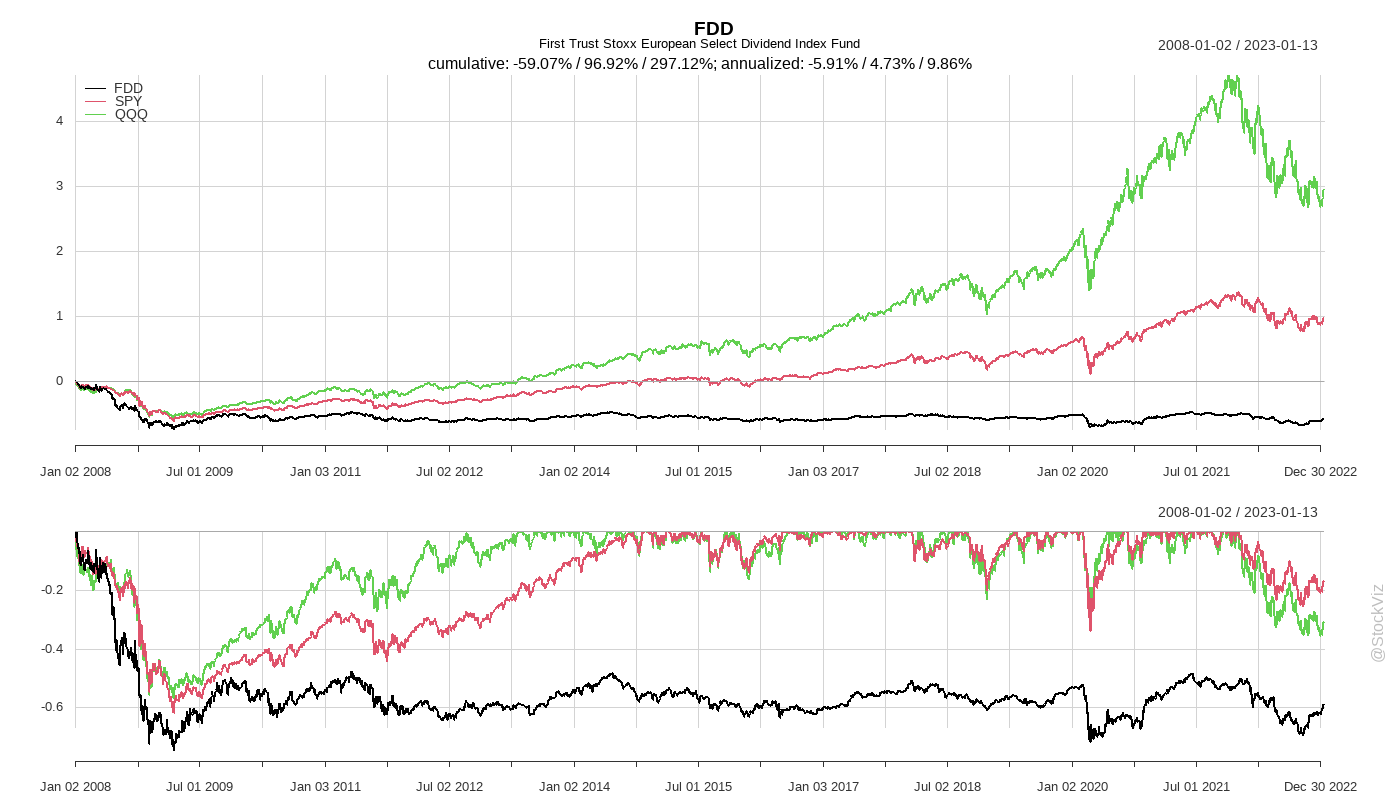 FDD
First Trust Stoxx European Select Dividend Index Fund
2008-01-02 / 2023-01-13
cumulative: -59.07% / 96.92% / 297.12%; annualized: -5.91% / 4.73% / 9.86%
FDD
SPY
QQQ
4
3
2
1
0
Jan 02 2008 Jul 01 2009 Jan 03 2011 Jul 02 2012 Jan 02 2014 Jul 01 2015 Jan 03 2017 Jul 02 2018 Jan 02 2020 Jul 01 2021 Dec 30 2022
2008-01-02 / 2023-01-13
-0.2
-0.4
-0.6
Jan 02 2008 Jul 01 2009 Jan 03 2011 Jul 02 2012 Jan 02 2014 Jul 01 2015 Jan 03 2017 Jul 02 2018 Jan 02 2020 Jul 01 2021 Dec 30 2022
@StockViz